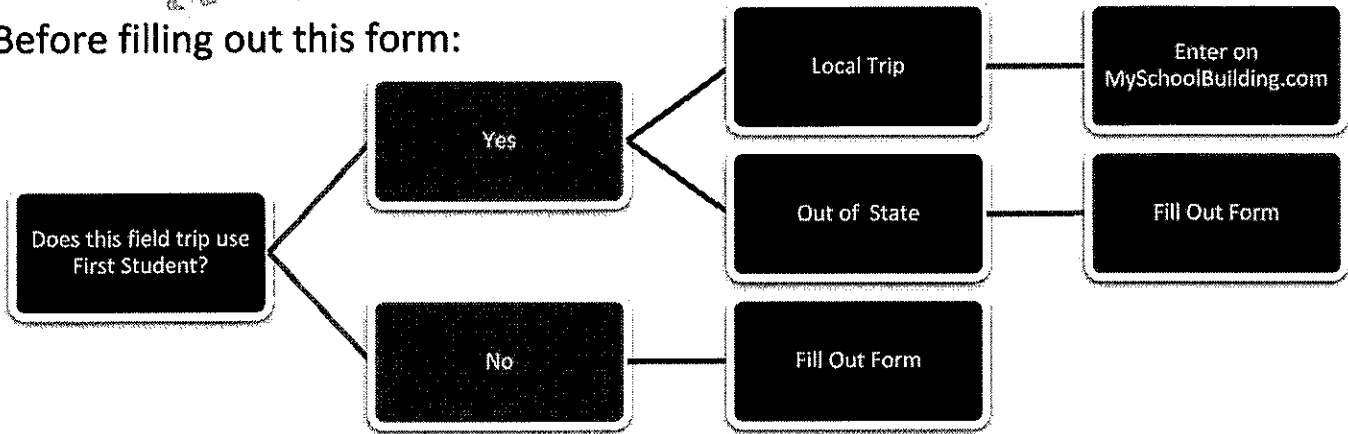 Before filling out this form:
Does this field trip use
First Student?
Yes
Local Trip
Enter on
MySchoolBuilding.com
Out of State
Fill Out Form
No
Fill Out Form